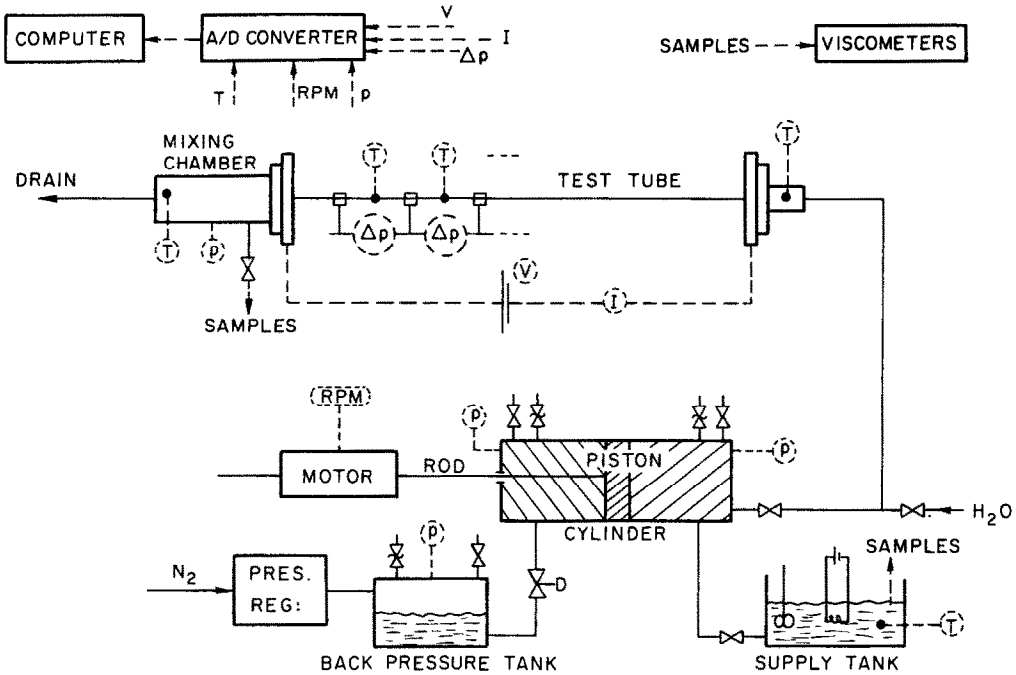 COMPUTER
A/D CONVERTER
V
I
Δp
T
RPM
p
SAMPLES
VISCOMETERS
MIXING
CHAMBER
DRAIN
T
T
T
TEST TUBE
T
p
Δp
Δp
V
I
SAMPLES
RPM
p
p
MOTOR
ROD
PISTON
CYLINDER
H2O
SAMPLES
N2
PRES.
REG:
p
D
T
BACK PRESSURE TANK
SUPPLY TANK